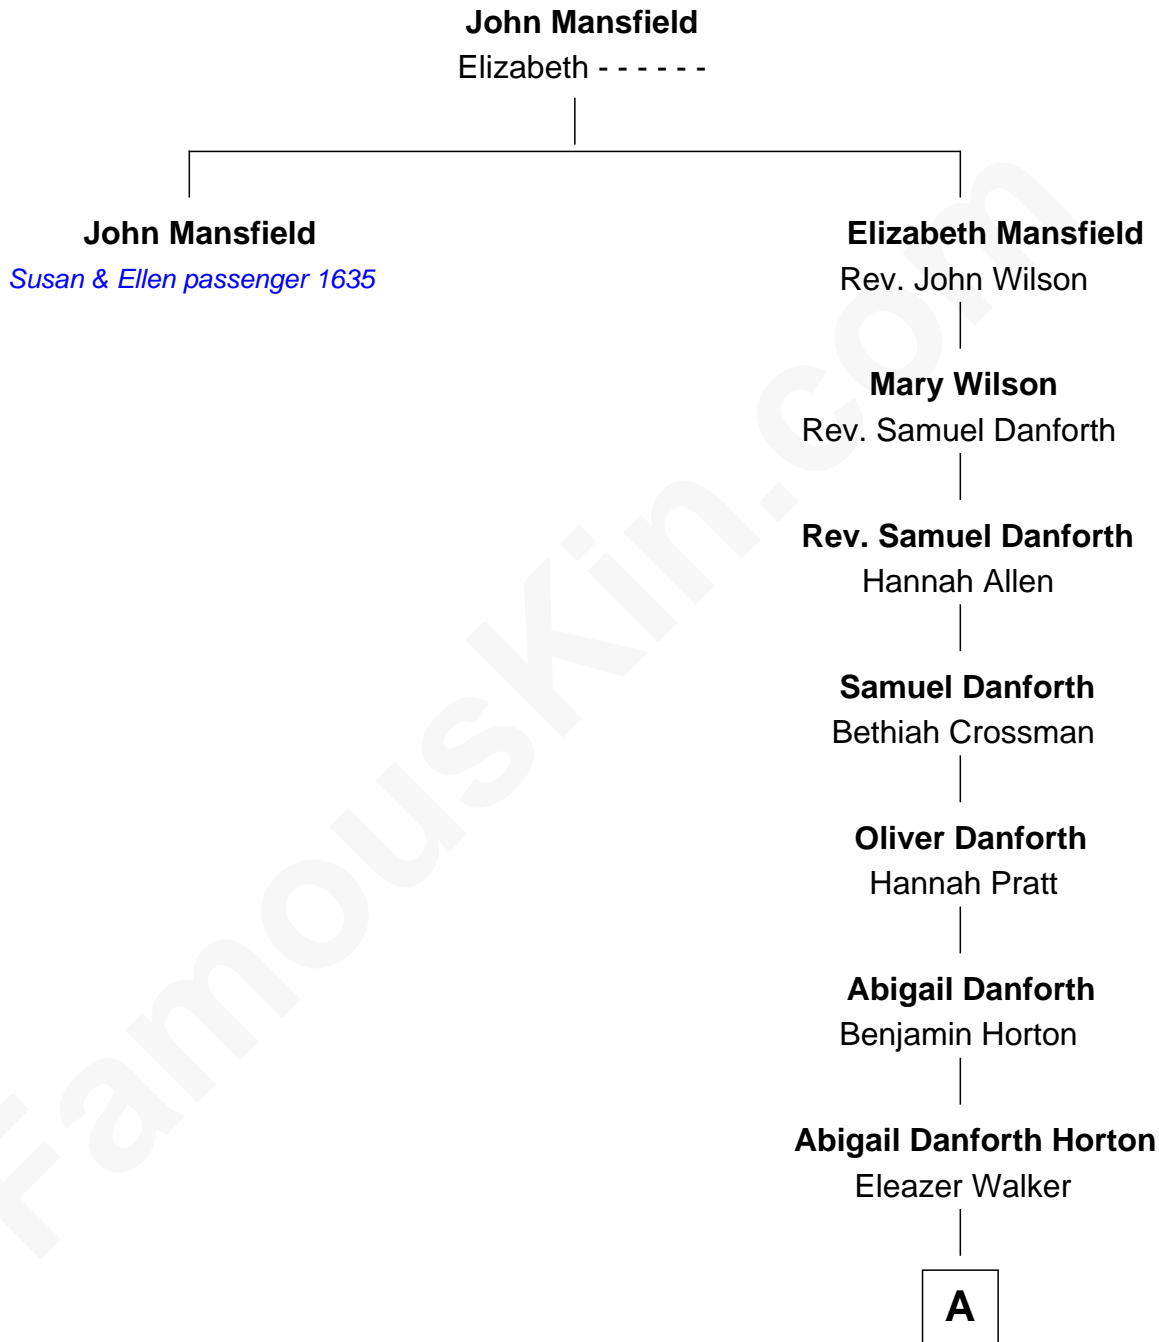 John Mansfield
Elizabeth - - - - - -
John Mansfield
Susan & Ellen passenger 1635
Elizabeth Mansfield
Rev. John Wilson
Mary Wilson
Rev. Samuel Danforth
Rev. Samuel Danforth
Hannah Allen
Samuel Danforth
Bethiah Crossman
Oliver Danforth
Hannah Pratt
Abigail Danforth
Benjamin Horton
Abigail Danforth Horton
Eleazer Walker
A
FamousKin.com